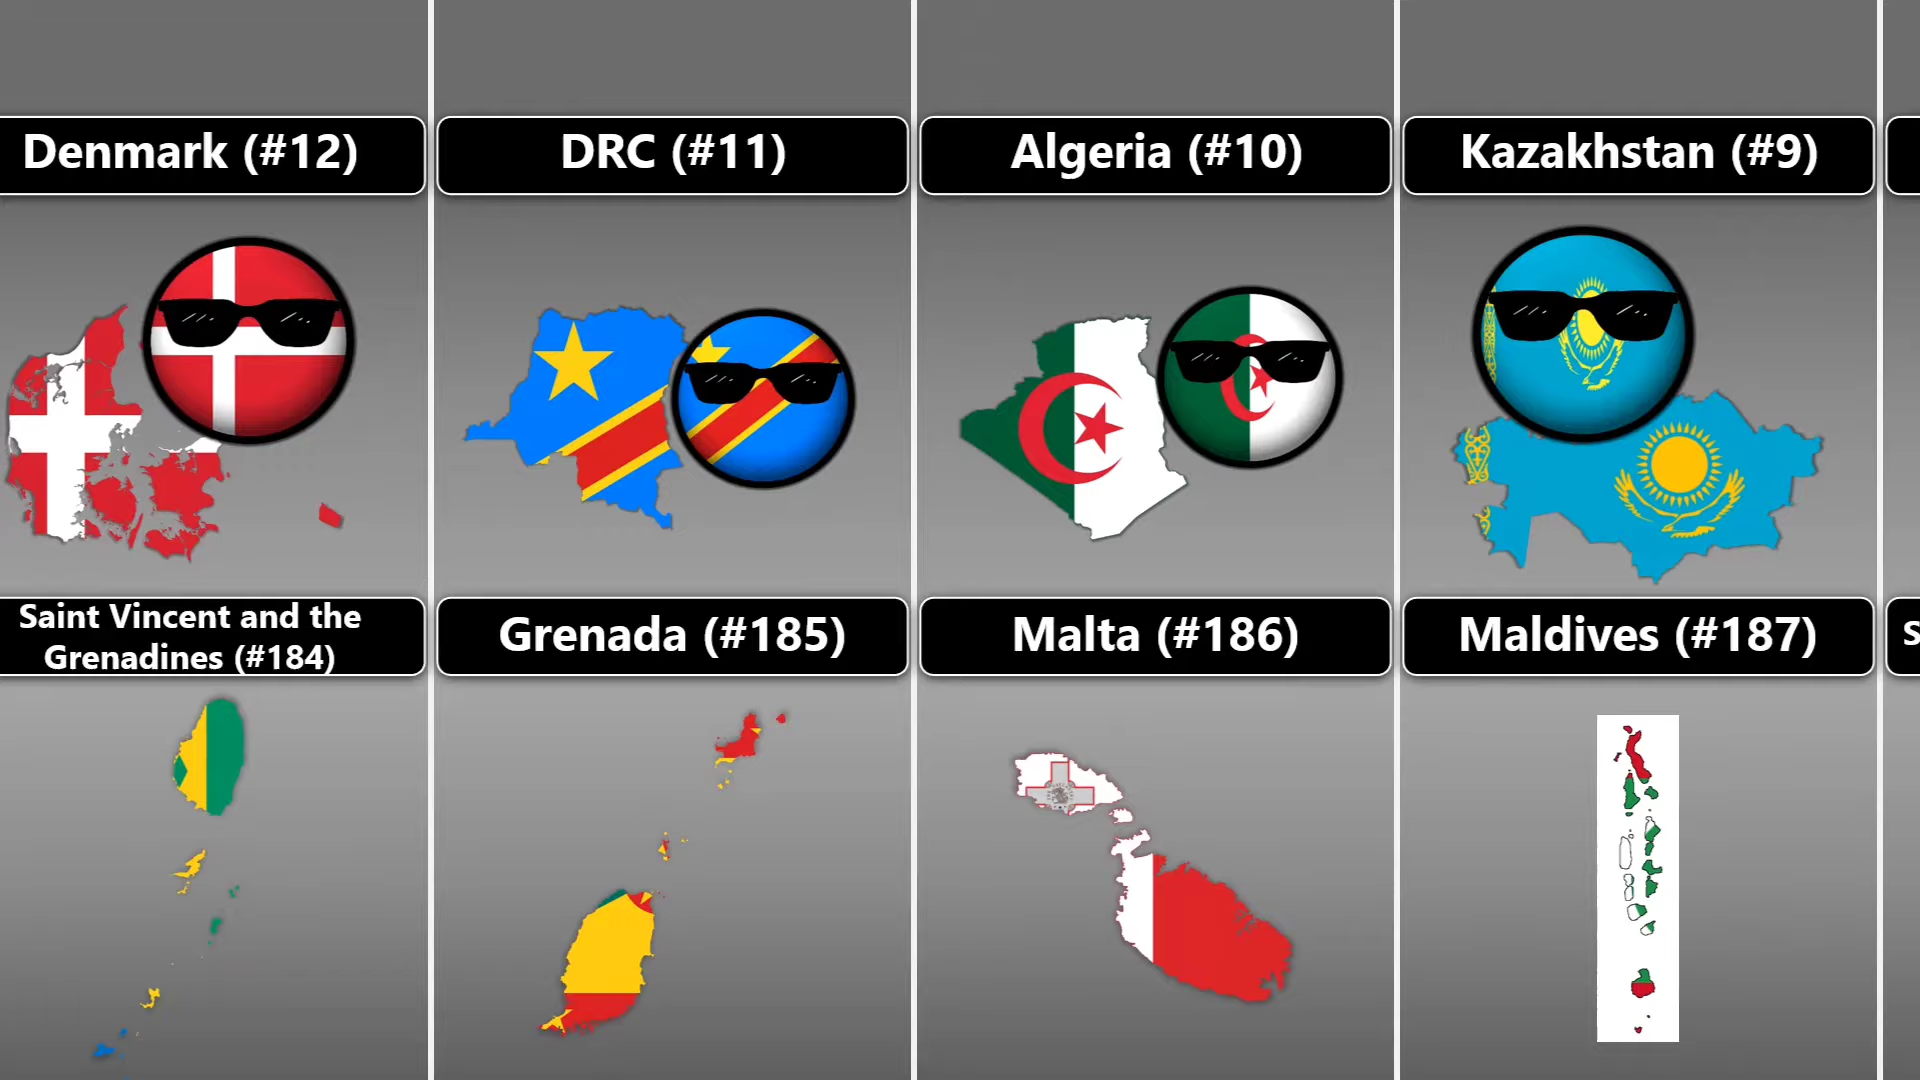 Denmark (#12)
DRC (#11)
Algeria (#10)
Kazakhstan (#9)
Saint Vincent and the
Grenadines (#184)
Grenada (#185)
Malta (#186)
Maldives (#187)